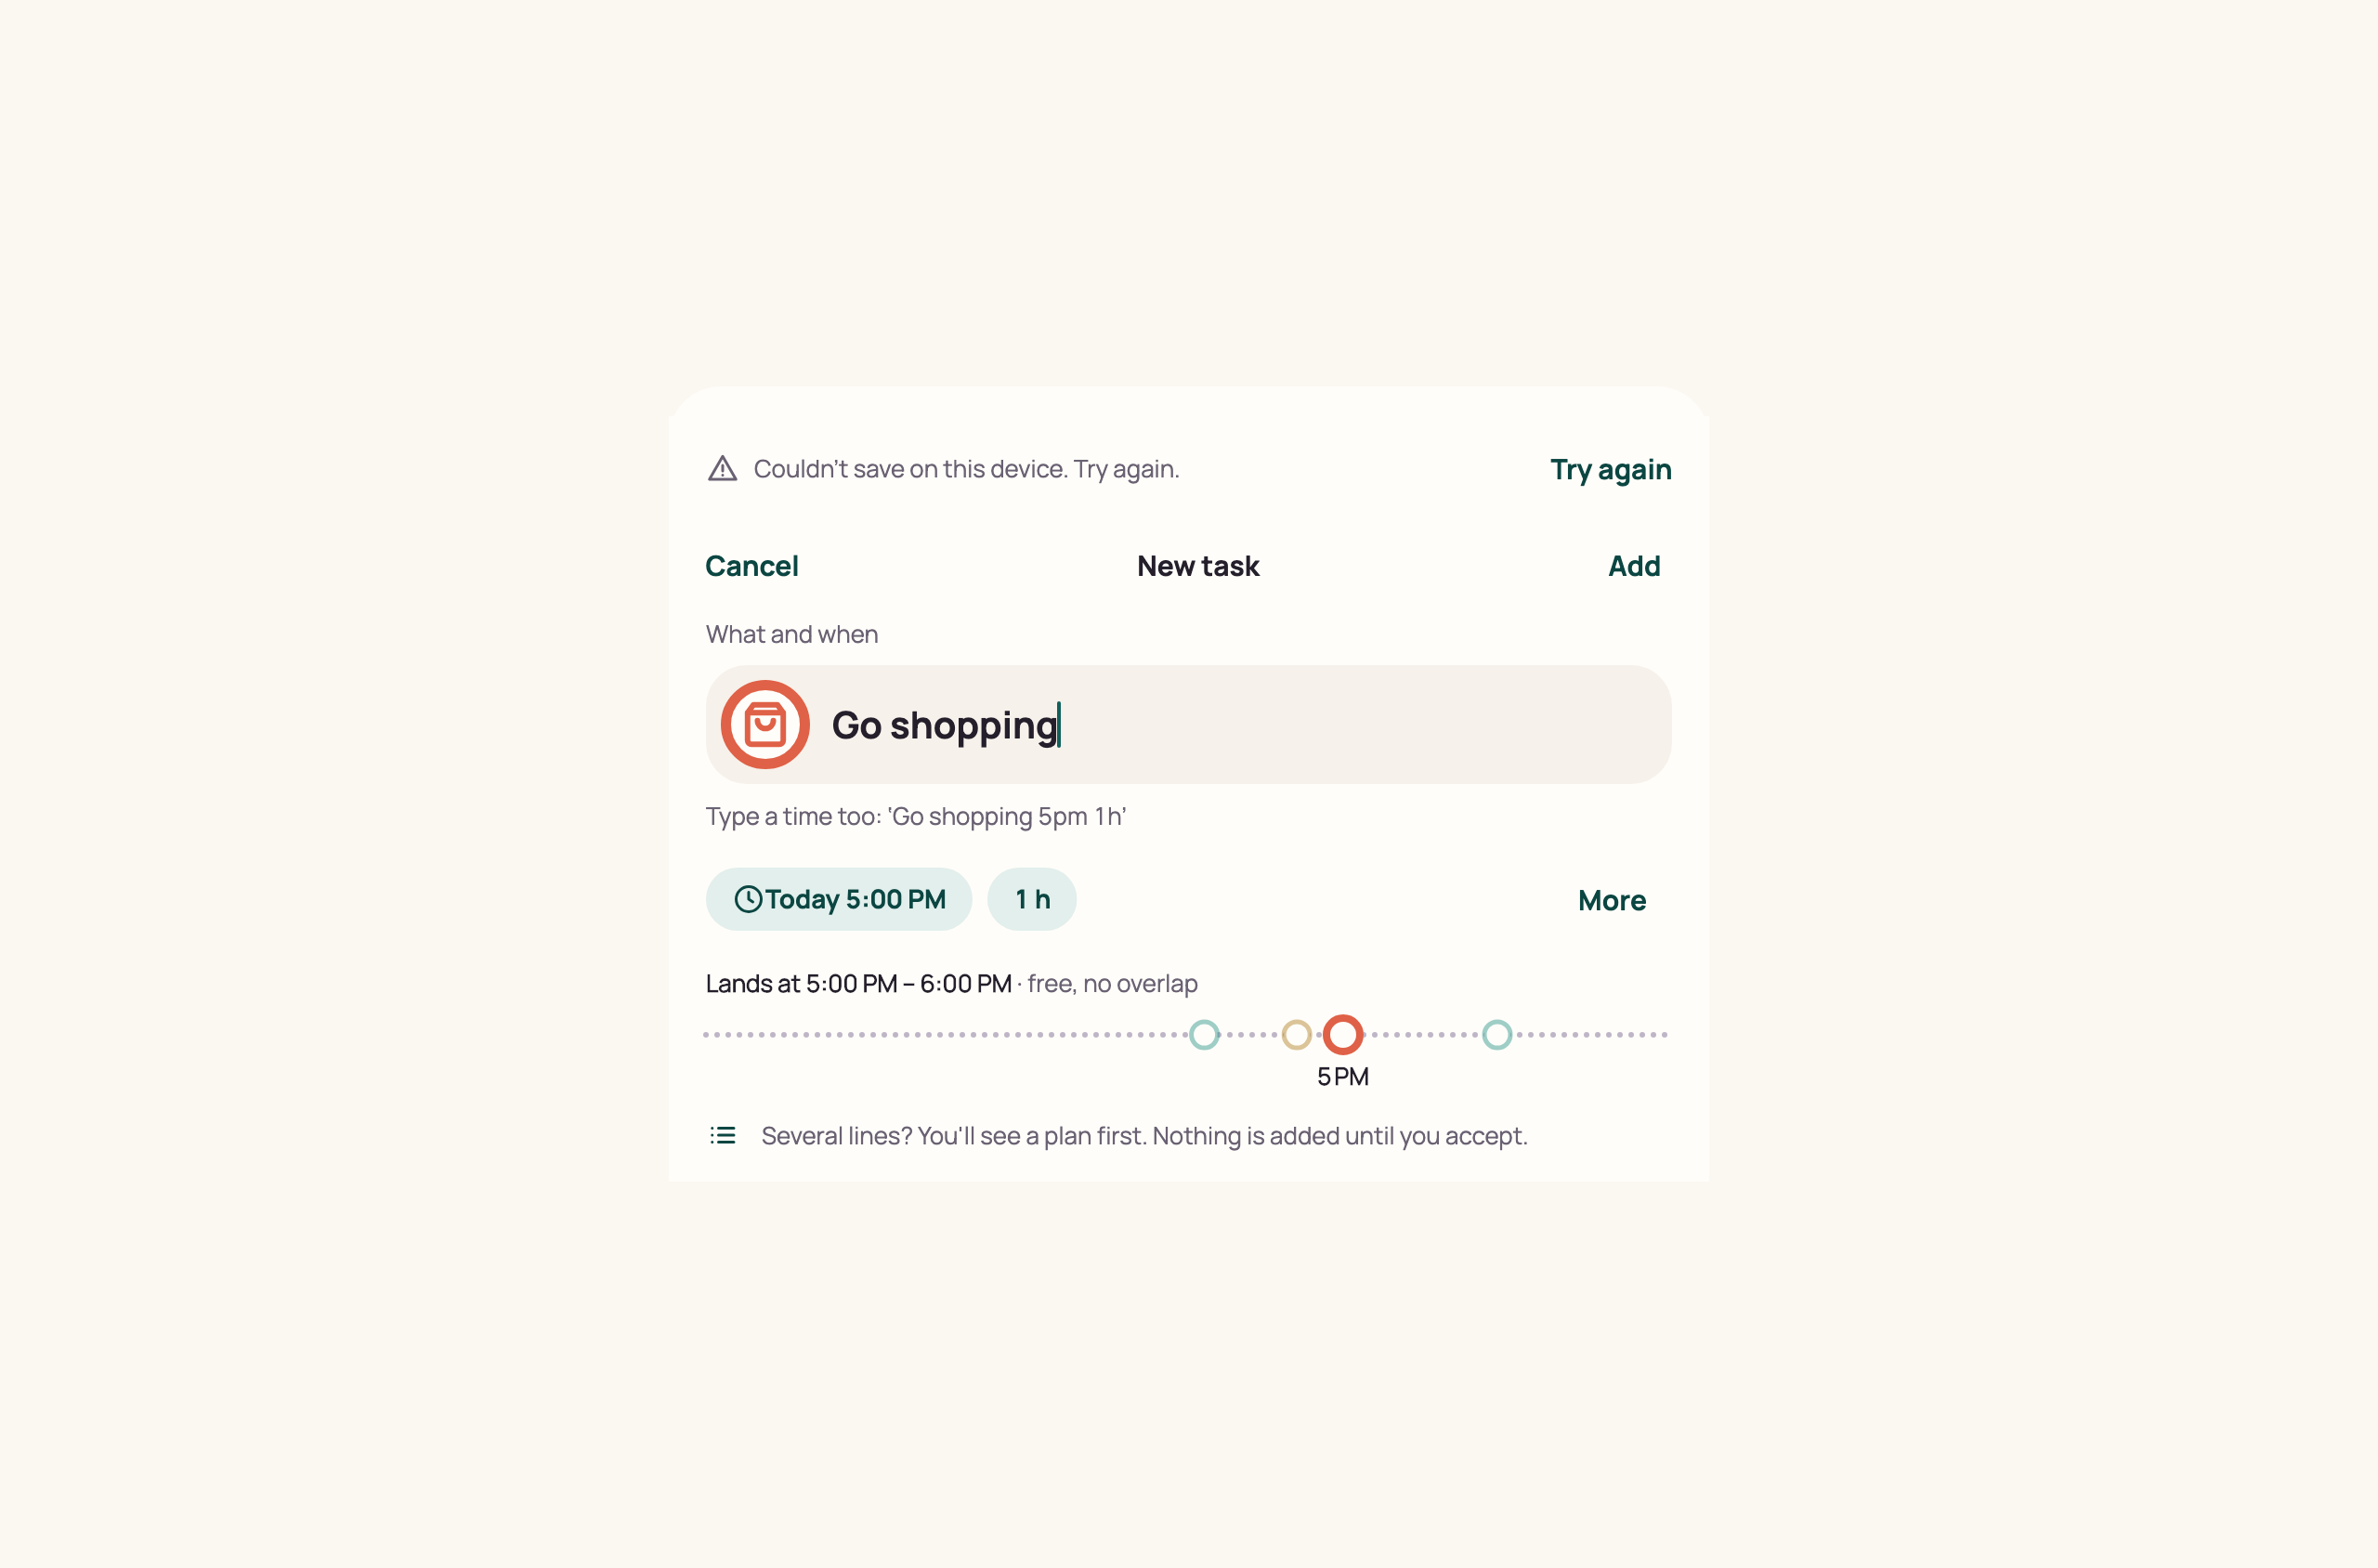 Couldn’t save on this device. Try again.
Try again
Cancel
New task
Add
What and when
Go shopping
Type a time too: ‘Go shopping 5pm 1h’
Today 5:00 PM
1 h
More
Lands at 5:00 PM – 6:00 PM · free, no overlap
5 PM
Several lines? You'll see a plan first. Nothing is added until you accept.